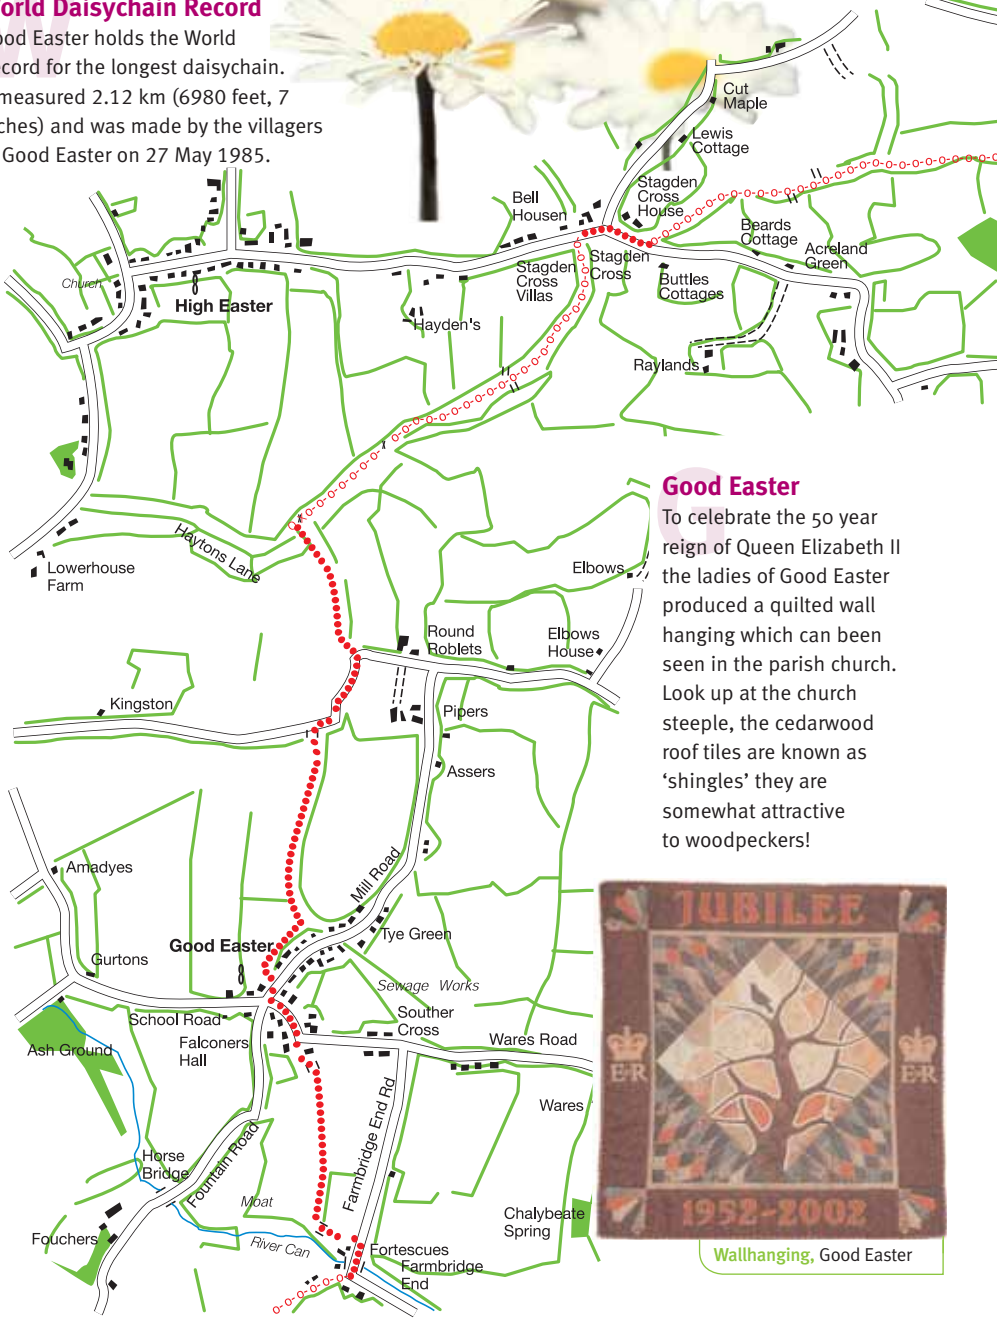 World Daisychain Record
Good Easter holds the World
record for the longest daisychain.
measured 2.12 km (6980 feet, 7
inches) and was made by the villagers
Good Easter on 27 May 1985.
Cut
Maple
Lewis
Cottage
Stagden
Cross
House
Bell
Housen
Beards
Cottage
Acreland
Green
Stagden
Cross
Villas
Stagden
Cross
Buttles
Cottages
Church
High Easter
Hayden's
Raylands
Haytons Lane
Lowerhouse
Farm
G
Good Easter
To celebrate the 50 year
reign of Queen Elizabeth II
the ladies of Good Easter
produced a quilted wall
hanging which can been
seen in the parish church.
Look up at the church
steeple, the cedarwood
roof tiles are known as
‘shingles’ they are
somewhat attractive
to woodpeckers!
Elbows
Round
Roblets
Elbows
House
Kingston
Pipers
Assers
Mill Road
Amadyes
Tye Green
Good Easter
Gurtons
Sewage Works
School Road
Souther
Cross
Falconers
Hall
Wares Road
Ash Ground
Wares
Farmbridge End Rd
Horse
Bridge
Fountain Road
Moat
Chalybeate
Spring
Fouchers
River Can
Fortescues
Farmbridge
End
JUBILEE
E R
E R
1952-2002
Wallhanging, Good Easter